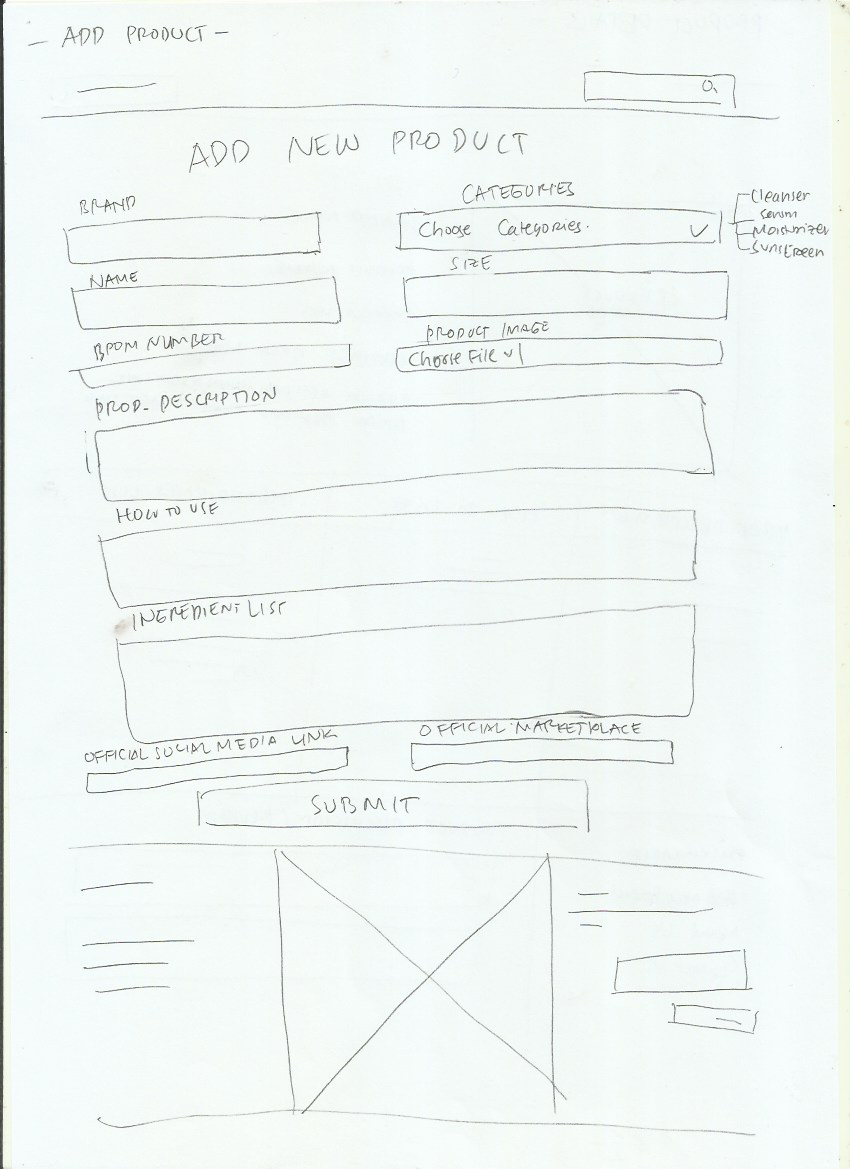 - ADD PRODUCT -
ADD NEW PRODUCT
BRAND
CATEGORIES
Choose Categories.
Cleanser
serum
Moisturizer
Sunscreen
NAME
SIZE
BPOM NUMBER
PRODUCT IMAGE
Choose File
PROD. DESCRIPTION
HOW TO USE
INGREDIENT LIST
OFFICIAL SOCIAL MEDIA LINK
OFFICIAL MARKETPLACE
SUBMIT